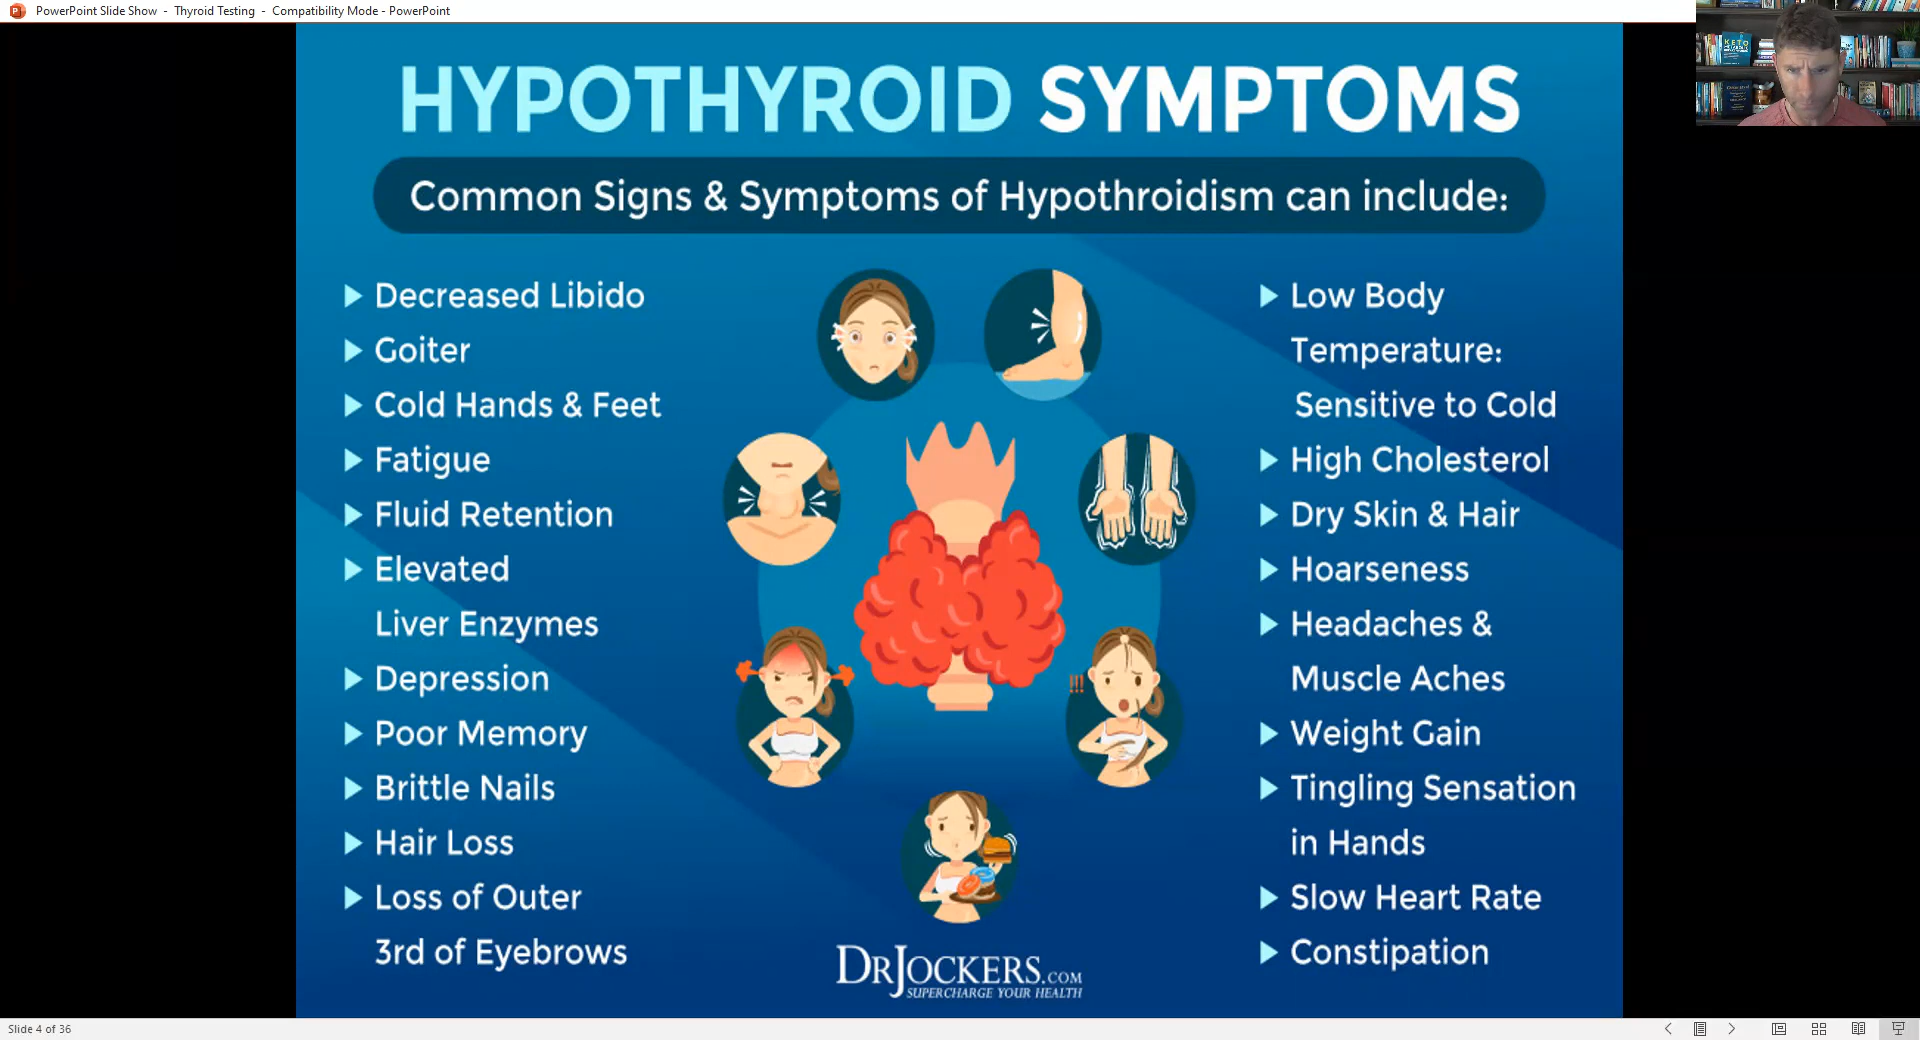 PowerPoint Slide Show - Thyroid Testing - Compatibility Mode - PowerPoint
HYPOTHYROID SYMPTOMS
Common Signs & Symptoms of Hypothroidism can include:
Decreased Libido
Goiter
Cold Hands & Feet
Fatigue
Fluid Retention
Elevated
Liver Enzymes
Depression
Poor Memory
Brittle Nails
Hair Loss
Loss of Outer
3rd of Eyebrows
Low Body
Temperature:
Sensitive to Cold
High Cholesterol
Dry Skin & Hair
Hoarseness
Headaches &
Muscle Aches
Weight Gain
Tingling Sensation
in Hands
Slow Heart Rate
Constipation
!!!
DRJOCKERS.COM
SUPERCHARGE YOUR HEALTH
KETO
Slide 4 of 36